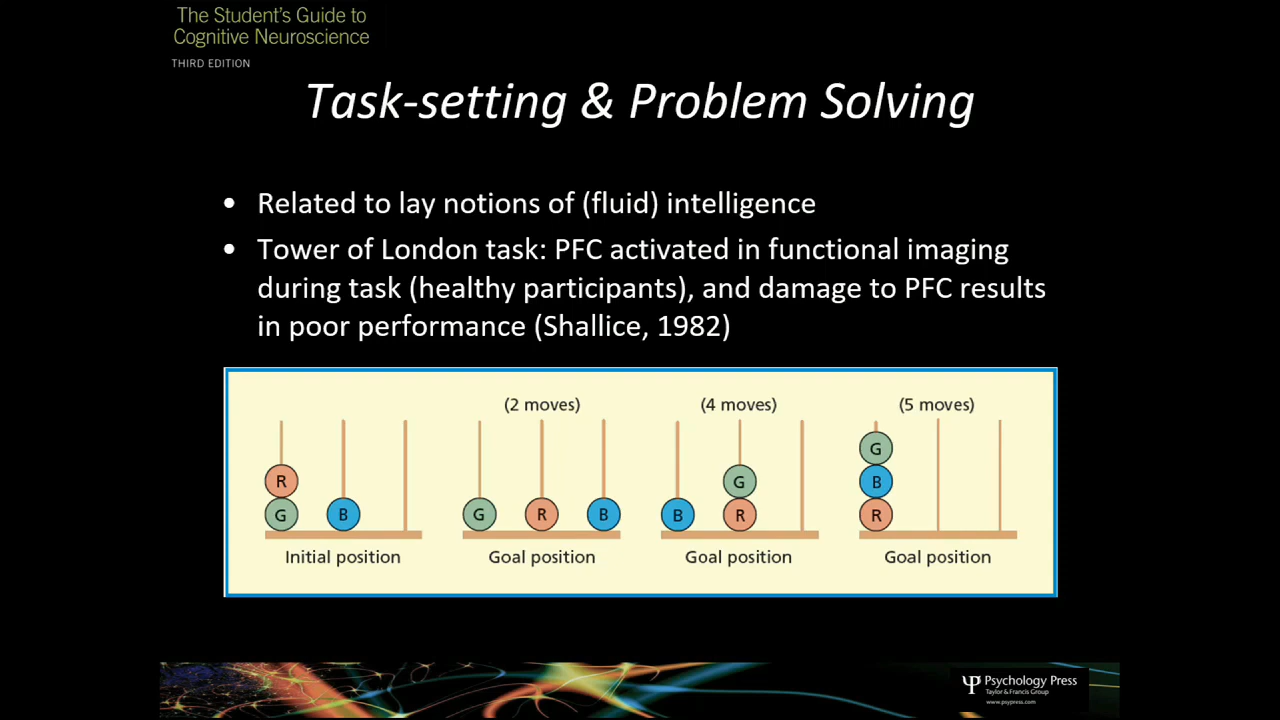 The Student's Guide to
Cognitive Neuroscience
THIRD EDITION
Task-setting & Problem Solving
• Related to lay notions of (fluid) intelligence
• Tower of London task: PFC activated in functional imaging
during task (healthy participants), and damage to PFC results
in poor performance (Shallice, 1982)
(2 moves) (4 moves) (5 moves)
G
R G B
G B G R B B R R
Initial position Goal position Goal position Goal position
Psychology Press
Taylor & Francis Group
www.psypress.com